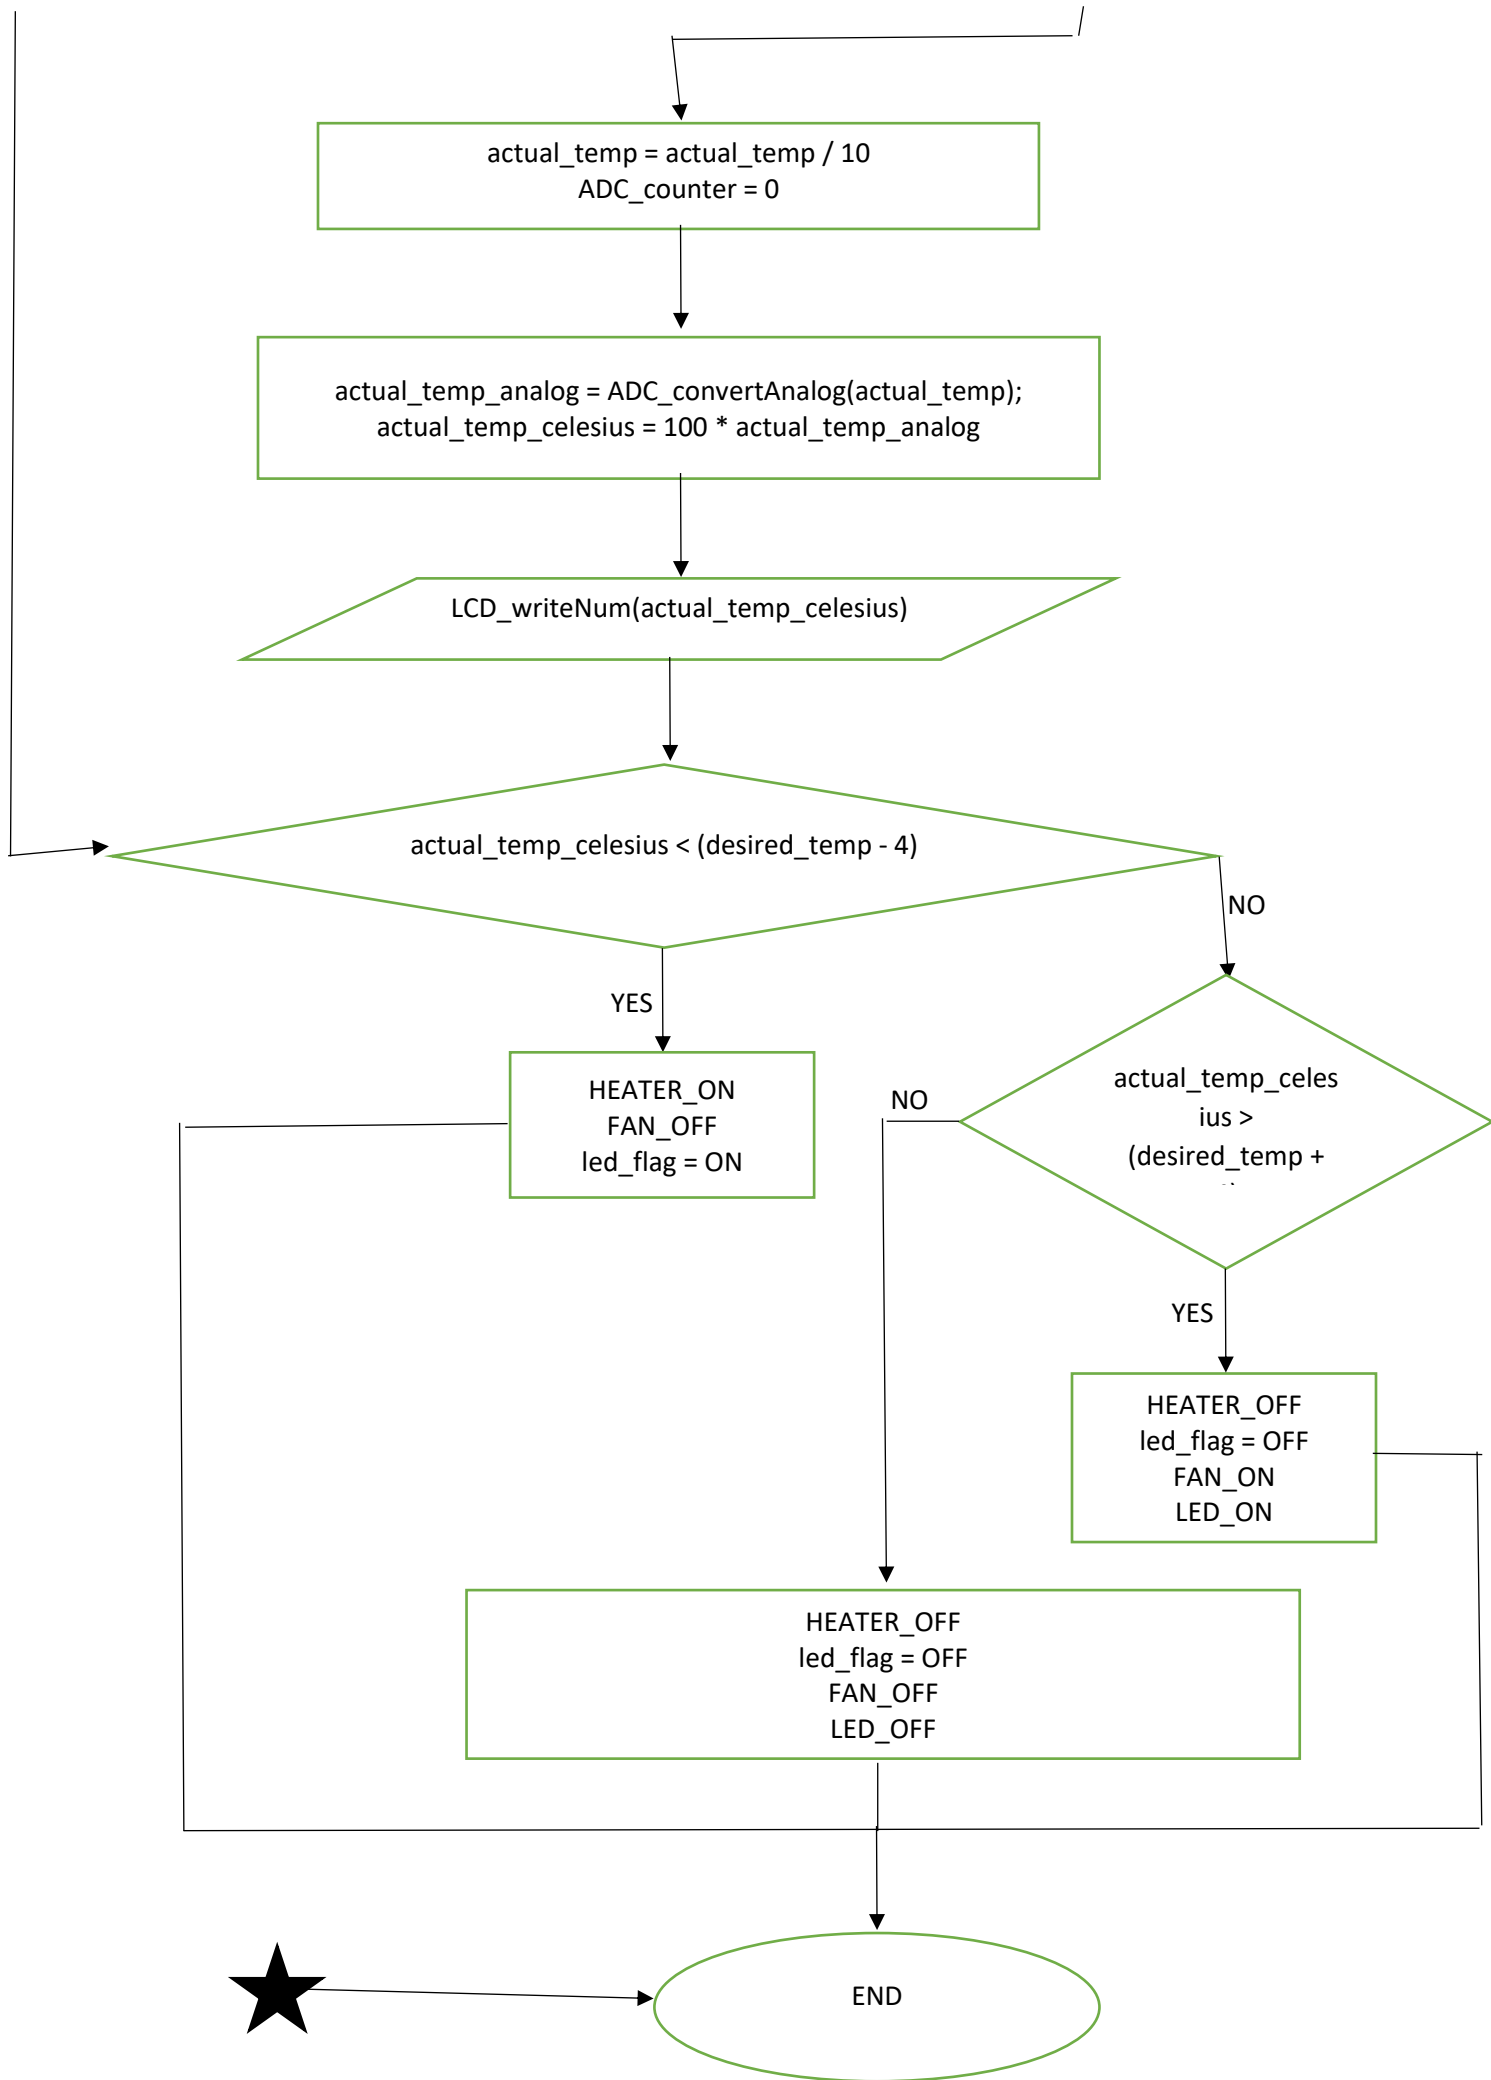 actual_temp = actual_temp / 10
ADC_counter = 0
actual_temp_analog = ADC_convertAnalog(actual_temp);
actual_temp_celesius = 100 * actual_temp_analog
LCD_writeNum(actual_temp_celesius)
actual_temp_celesius < (desired_temp - 4)
NO
YES
HEATER_ON
FAN_OFF
led_flag = ON
actual_temp_celes
ius >
(desired_temp +
NO
YES
HEATER_OFF
led_flag = OFF
FAN_ON
LED_ON
HEATER_OFF
led_flag = OFF
FAN_OFF
LED_OFF
END